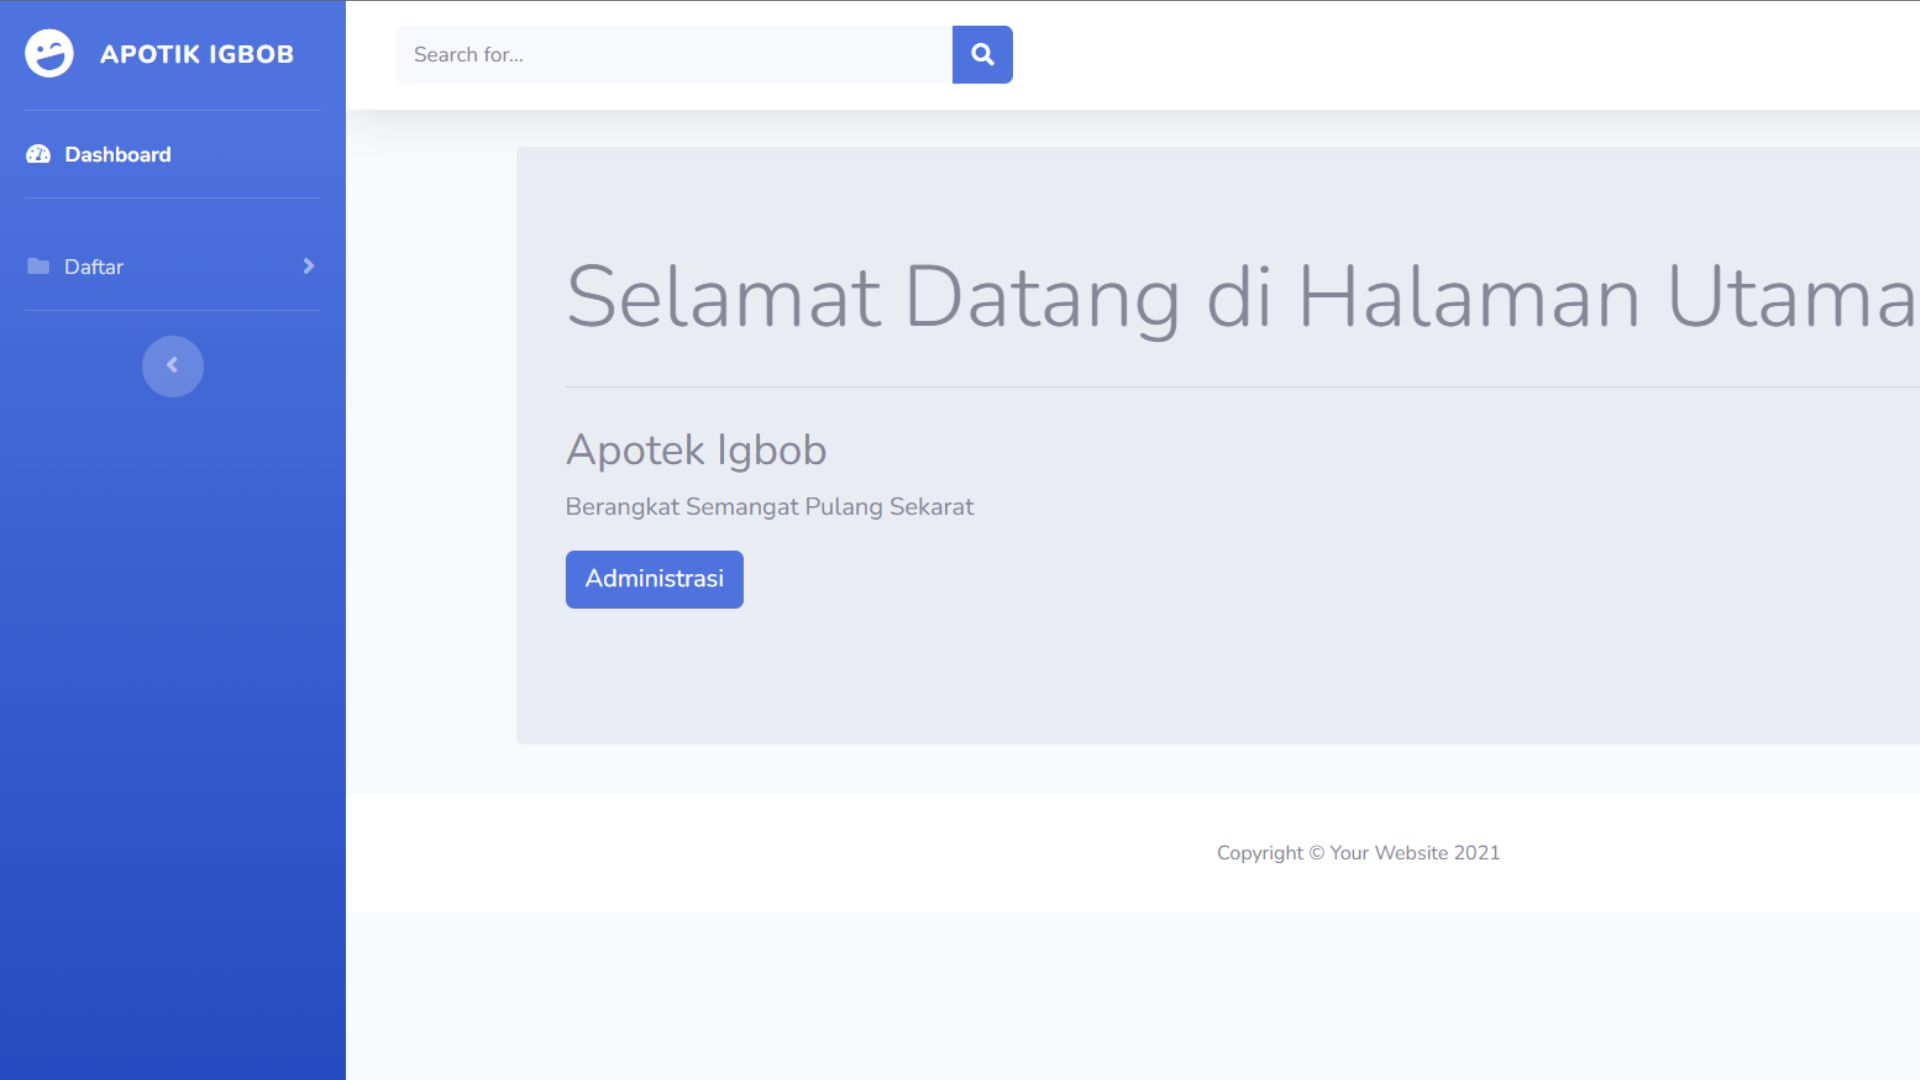 APOTIK IGBOB
Search for...
Dashboard
Daftar
Selamat Datang di Halaman Utama
Apotek Igbob
Berangkat Semangat Pulang Sekarat
Administrasi
Copyright © Your Website 2021